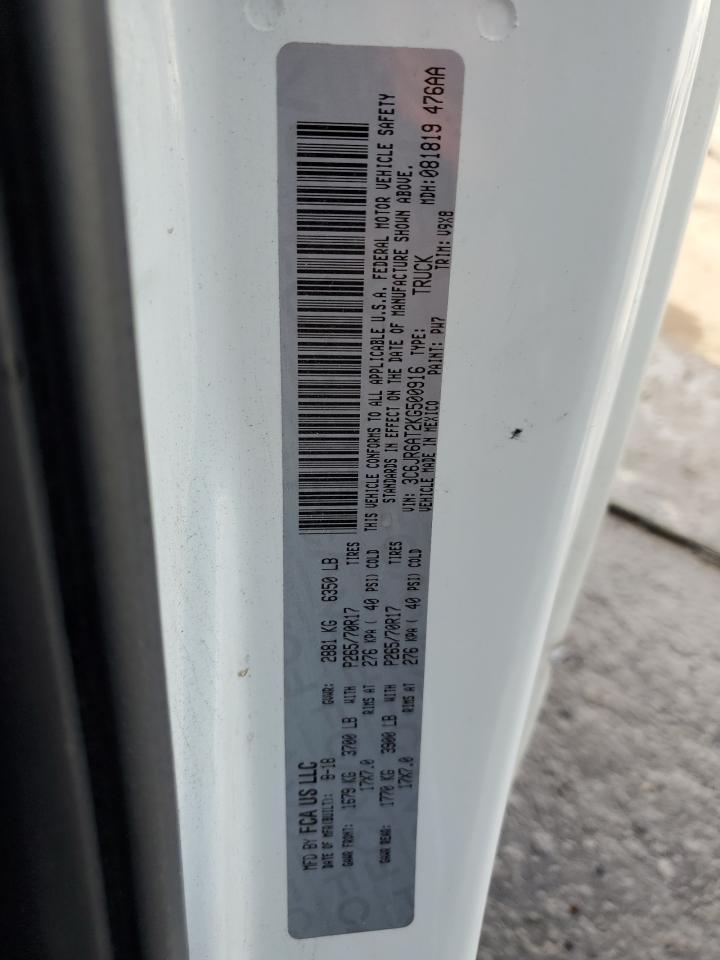 MFD BY FCA US LLC
DATE OF MFR(BUILT): 8-18 GVWR: 2881 KG 6350 LB
GAWR FRONT: 1679 KG 3700 LB WITH P265/70R17 TIRES
17X7.0 RIMS AT 276 KPA ( 40 PSI) COLD
GAWR REAR: 1770 KG 3900 LB WITH P265/70R17 TIRES
17X7.0 RIMS AT 276 KPA ( 40 PSI) COLD
THIS VEHICLE CONFORMS TO ALL APPLICABLE U.S.A. FEDERAL MOTOR VEHICLE SAFETY
STANDARDS IN EFFECT ON THE DATE OF MANUFACTURE SHOWN ABOVE.
VIN: 3C6JR6AT2KG500916 TYPE: TRUCK MDH:081819 476AA
VEHICLE MADE IN MEXICO PAINT: PW7 TRIM: V9X8